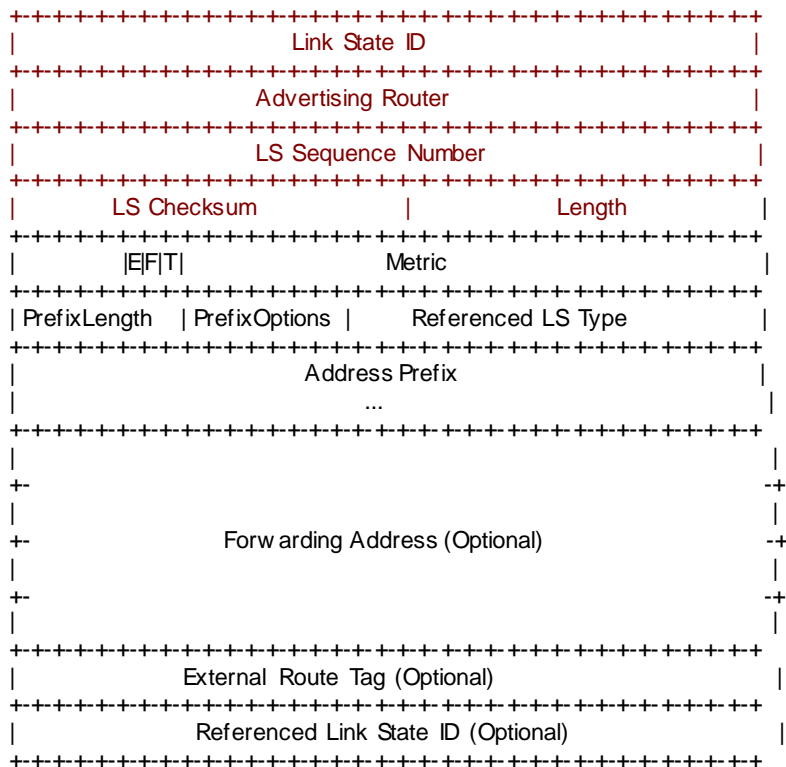 +-+-+-+-+-+-+-+-+-+-+-+-+-+-+-+-+-+-+-+-+-+-+-+-+-+-+-+-+-+-+-+-+-+-+-+
| Link State ID |
+-+-+-+-+-+-+-+-+-+-+-+-+-+-+-+-+-+-+-+-+-+-+-+-+-+-+-+-+-+-+-+-+-+-+-+
| Advertising Router |
+-+-+-+-+-+-+-+-+-+-+-+-+-+-+-+-+-+-+-+-+-+-+-+-+-+-+-+-+-+-+-+-+-+-+-+
| LS Sequence Number |
+-+-+-+-+-+-+-+-+-+-+-+-+-+-+-+-+-+-+-+-+-+-+-+-+-+-+-+-+-+-+-+-+-+-+-+
| LS Checksum | Length |
+-+-+-+-+-+-+-+-+-+-+-+-+-+-+-+-+-+-+-+-+-+-+-+-+-+-+-+-+-+-+-+-+-+-+-+
| |E|F|T| Metric |
+-+-+-+-+-+-+-+-+-+-+-+-+-+-+-+-+-+-+-+-+-+-+-+-+-+-+-+-+-+-+-+-+-+-+-+
| PrefixLength | PrefixOptions | Referenced LS Type |
+-+-+-+-+-+-+-+-+-+-+-+-+-+-+-+-+-+-+-+-+-+-+-+-+-+-+-+-+-+-+-+-+-+-+-+
| Address Prefix |
| ... |
+-+-+-+-+-+-+-+-+-+-+-+-+-+-+-+-+-+-+-+-+-+-+-+-+-+-+-+-+-+-+-+-+-+-+-+
| |
+- -+
| |
+- Forwarding Address (Optional) -+
| |
+- -+
| |
+-+-+-+-+-+-+-+-+-+-+-+-+-+-+-+-+-+-+-+-+-+-+-+-+-+-+-+-+-+-+-+-+-+-+-+
| External Route Tag (Optional) |
+-+-+-+-+-+-+-+-+-+-+-+-+-+-+-+-+-+-+-+-+-+-+-+-+-+-+-+-+-+-+-+-+-+-+-+
| Referenced Link State ID (Optional) |
+-+-+-+-+-+-+-+-+-+-+-+-+-+-+-+-+-+-+-+-+-+-+-+-+-+-+-+-+-+-+-+-+-+-+-+